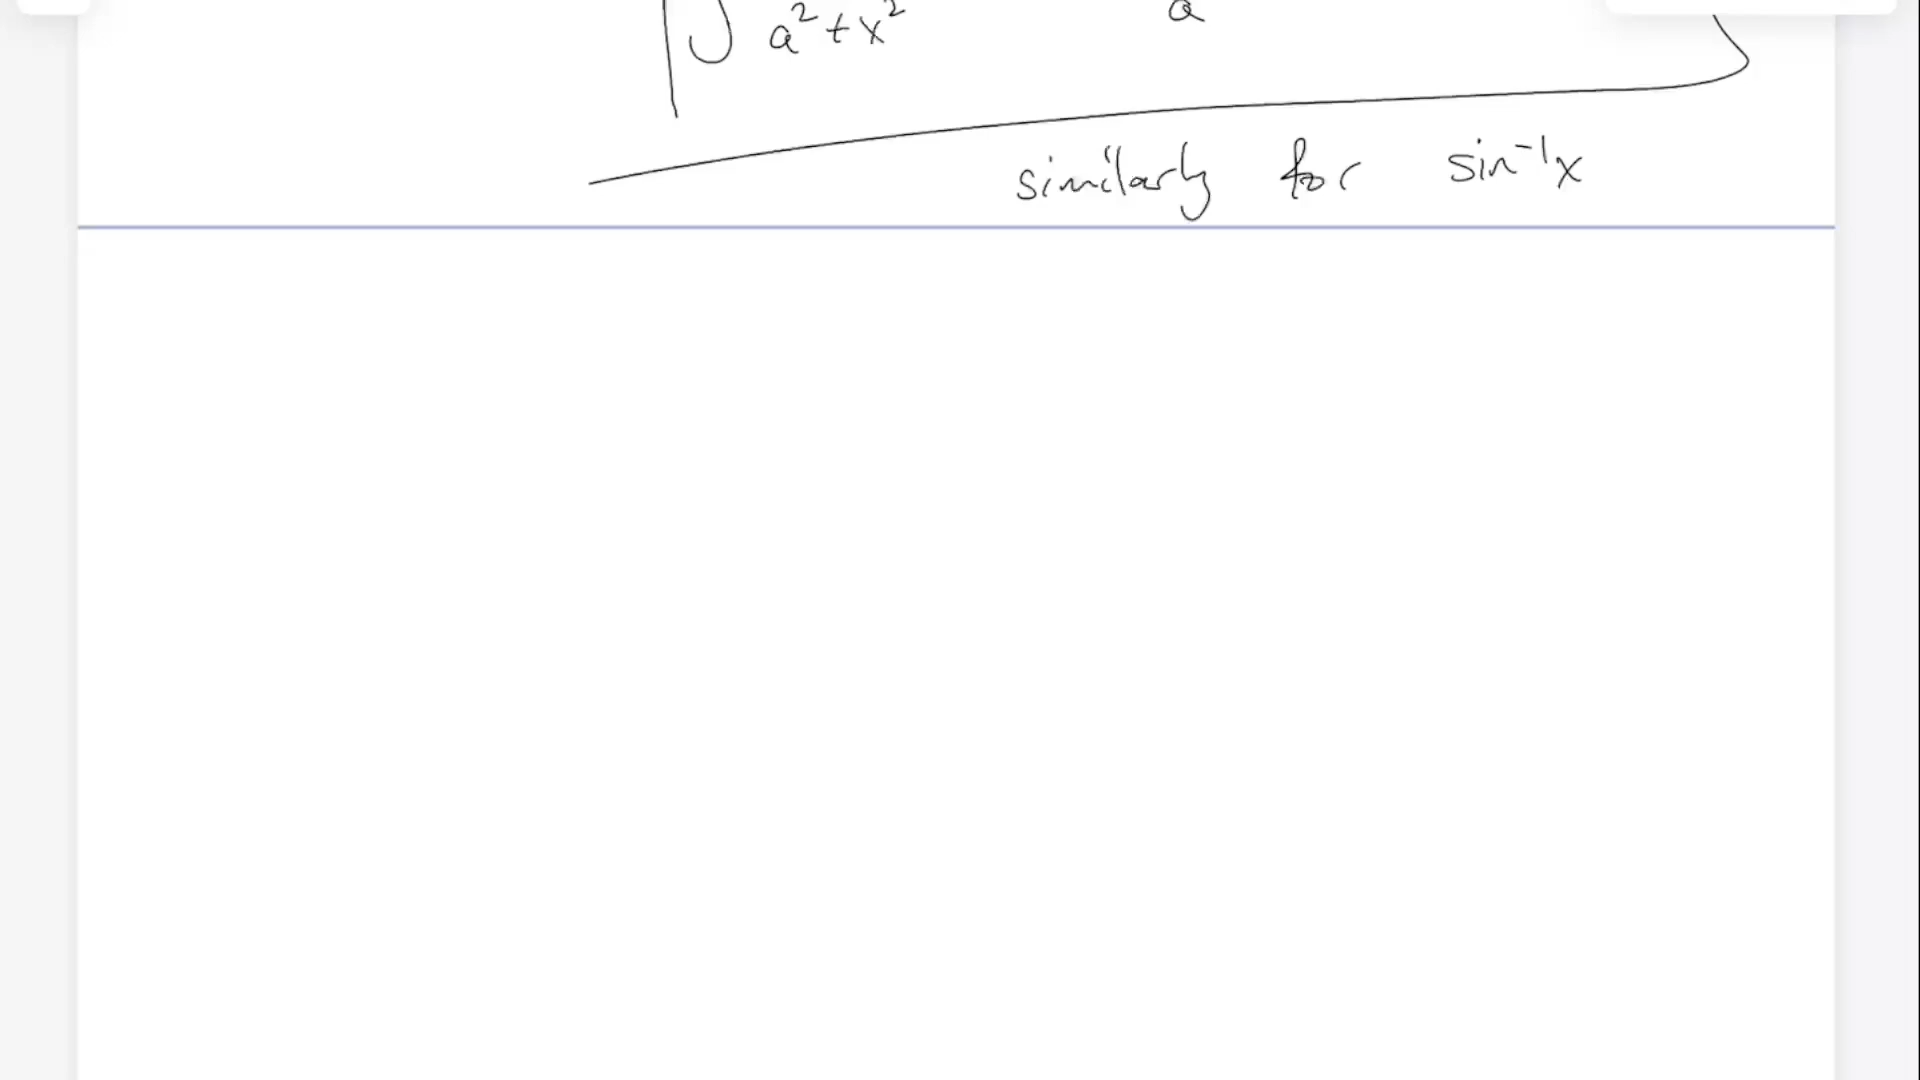 ∫ a² + x² a
similarly for sin⁻¹x